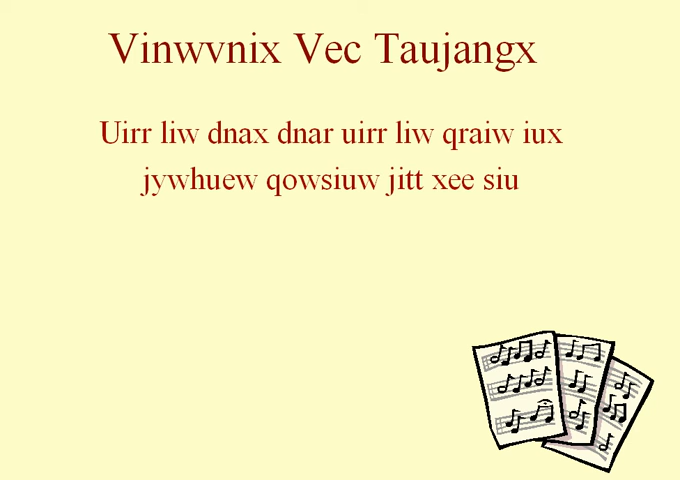 Vinwvnix Vec Taujangx
Uirr liw dnax dnar uirr liw qraiw iux
jywhuew qowsiuw jitt xee siu